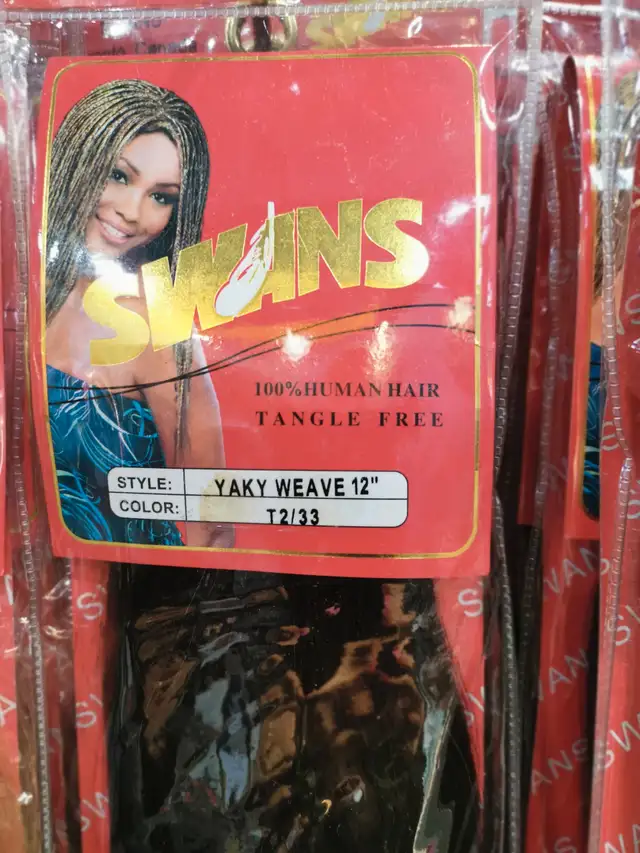 SWANS
100% HUMAN HAIR
TANGLE FREE
STYLE: YAKY WEAVE 12"
COLOR: T2/33